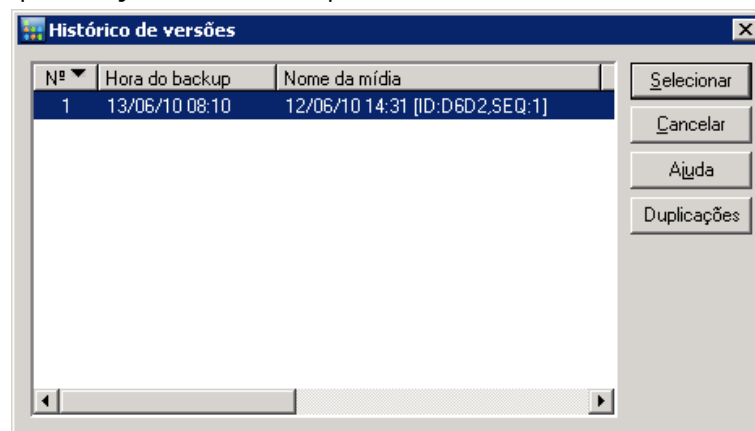 Histórico de versões
Nº Hora do backup Nome da mídia
1 13/06/10 08:10 12/06/10 14:31 [ID:D6D2,SEQ:1]
Selecionar
Cancelar
Ajuda
Duplicações